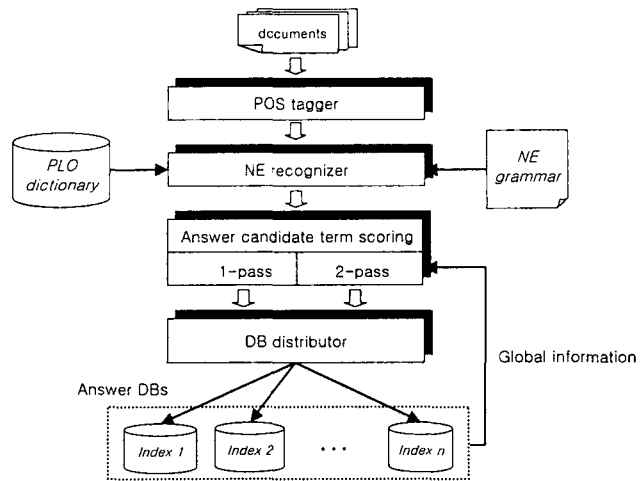 documents
POS tagger
PLO
dictionary
NE recognizer
NE
grammar
Answer candidate term scoring
1-pass
2-pass
DB distributor
Global information
Answer DBs
Index 1
Index 2
...
Index n